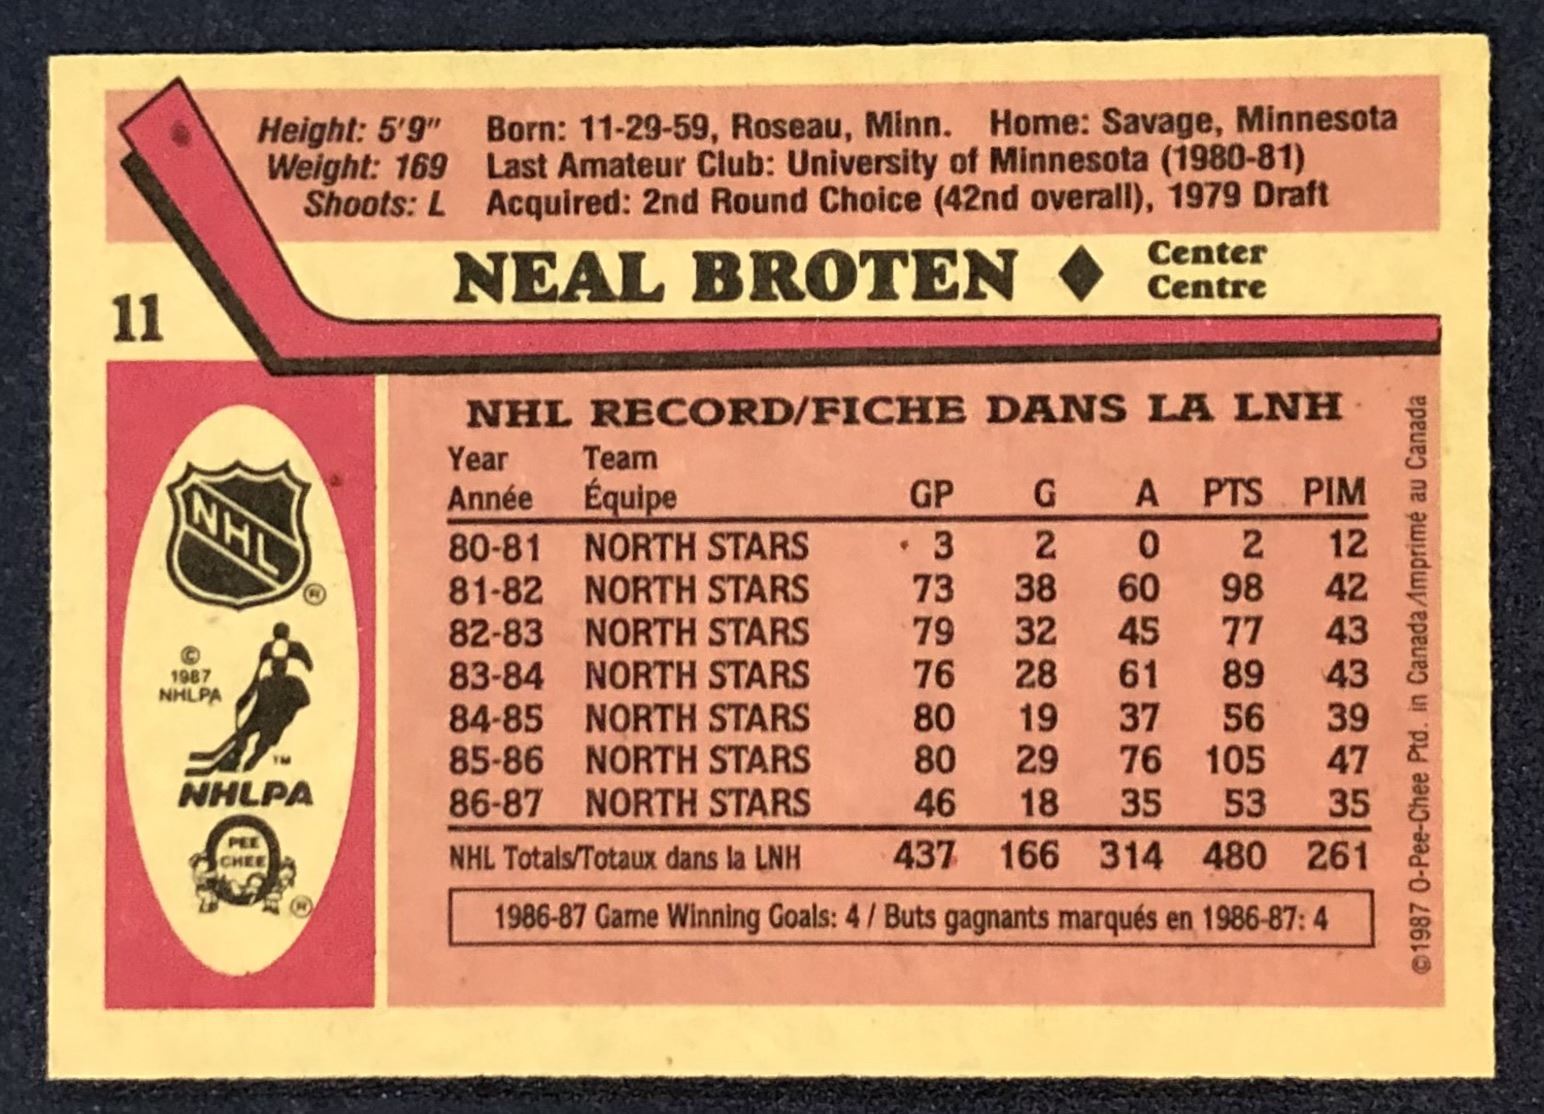 Height: 5'9" Born: 11-29-59, Roseau, Minn. Home: Savage, Minnesota
Weight: 169 Last Amateur Club: University of Minnesota (1980-81)
Shoots: L Acquired: 2nd Round Choice (42nd overall), 1979 Draft
NEAL BROTEN ♦ Center
Centre
11
NHL RECORD/FICHE DANS LA LNH
Year Team
Année Équipe GP G A PTS PIM
80-81 NORTH STARS 3 2 0 2 12
81-82 NORTH STARS 73 38 60 98 42
82-83 NORTH STARS 79 32 45 77 43
83-84 NORTH STARS 76 28 61 89 43
84-85 NORTH STARS 80 19 37 56 39
85-86 NORTH STARS 80 29 76 105 47
86-87 NORTH STARS 46 18 35 53 35
NHL Totals/Totaux dans la LNH 437 166 314 480 261
1986-87 Game Winning Goals: 4 / Buts gagnants marqués en 1986-87: 4
NHL
®
©
1987
NHLPA
TM
NHLPA
PEE
CHEE
®
©1987 O-Pee-Chee Ptd. in Canada/Imprimé au Canada